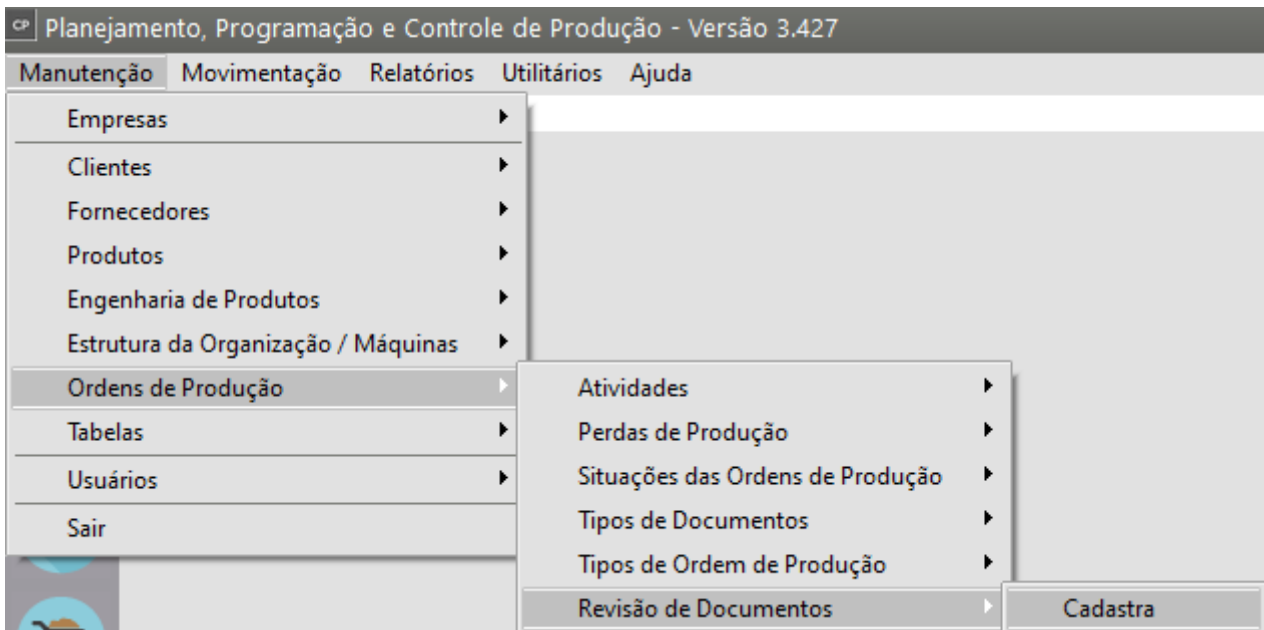 CP Planejamento, Programação e Controle de Produção - Versão 3.427
Manutenção Movimentação Relatórios Utilitários Ajuda
Empresas
Clientes
Fornecedores
Produtos
Engenharia de Produtos
Estrutura da Organização / Máquinas
Ordens de Produção
Tabelas
Usuários
Sair
Atividades
Perdas de Produção
Situações das Ordens de Produção
Tipos de Documentos
Tipos de Ordem de Produção
Revisão de Documentos
Cadastra